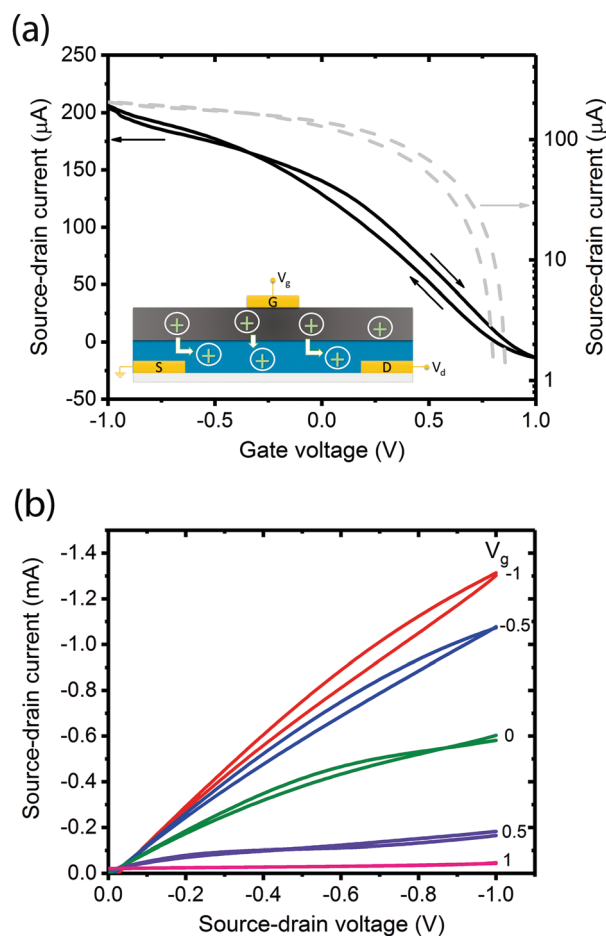 (a)
250
200
150
100
50
0
-50
-1.0 -0.5 0.0 0.5 1.0
Source-drain current (μA)
Gate voltage (V)
100
10
1
Source-drain current (μA)
Vg
G
+ + + +
+ + +
S D
Vd
(b)
-1.4
-1.2
-1.0
-0.8
-0.6
-0.4
-0.2
0.0
0.0 -0.2 -0.4 -0.6 -0.8 -1.0
Source-drain current (mA)
Source-drain voltage (V)
Vg
-1
-0.5
0
0.5
1